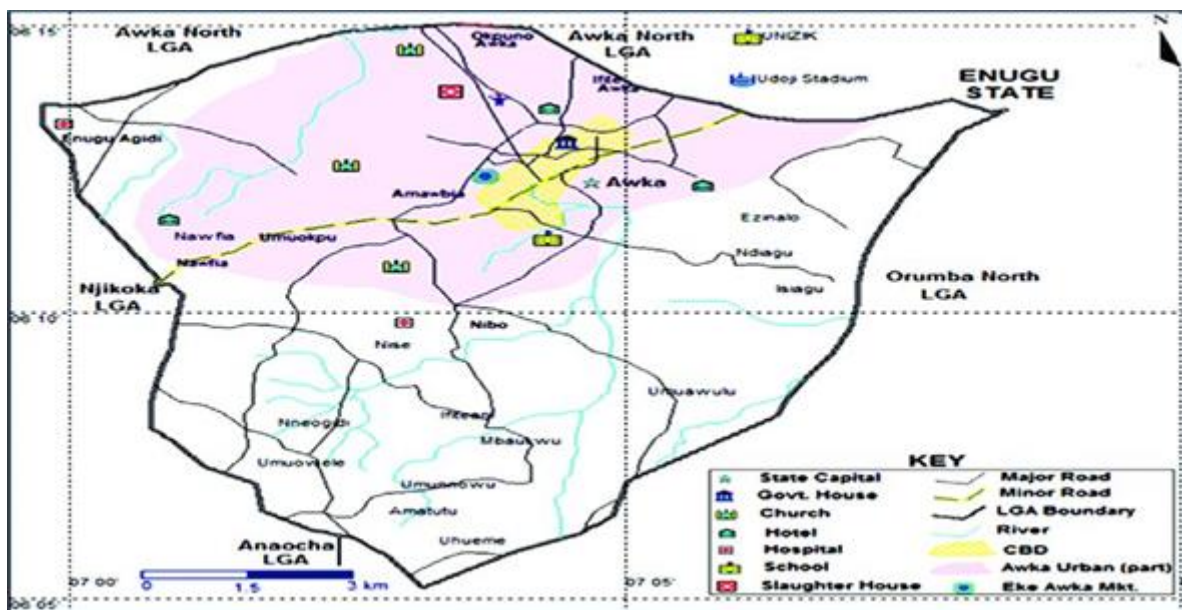 06 15'
Awka North
LGA
Okpuno
Awka
Awka North
LGA
UNIZIK
Udoji Stadium
Z
ENUGU
STATE
Awka
Enugu Agidi
Amawbia
Awka
Ezinalo
Nawfia
Umuokpu
Nawfia
Ndiagu
Isiagu
Njikoka
LGA
Orumba North
LGA
06 10'
Nibo
Nise
Umuawulu
Nneogidi
Mbaukwu
Umunnowu
Amatutu
Uhueme
Anaocha
LGA
0
1.5
3 km
07 00'
07 05'
06 05'
KEY
State Capital
Govt. House
Church
Hotel
Hospital
School
Slaughter House
Major Road
Minor Road
LGA Boundary
River
CBD
Awka Urban (part)
Eke Awka Mkt.